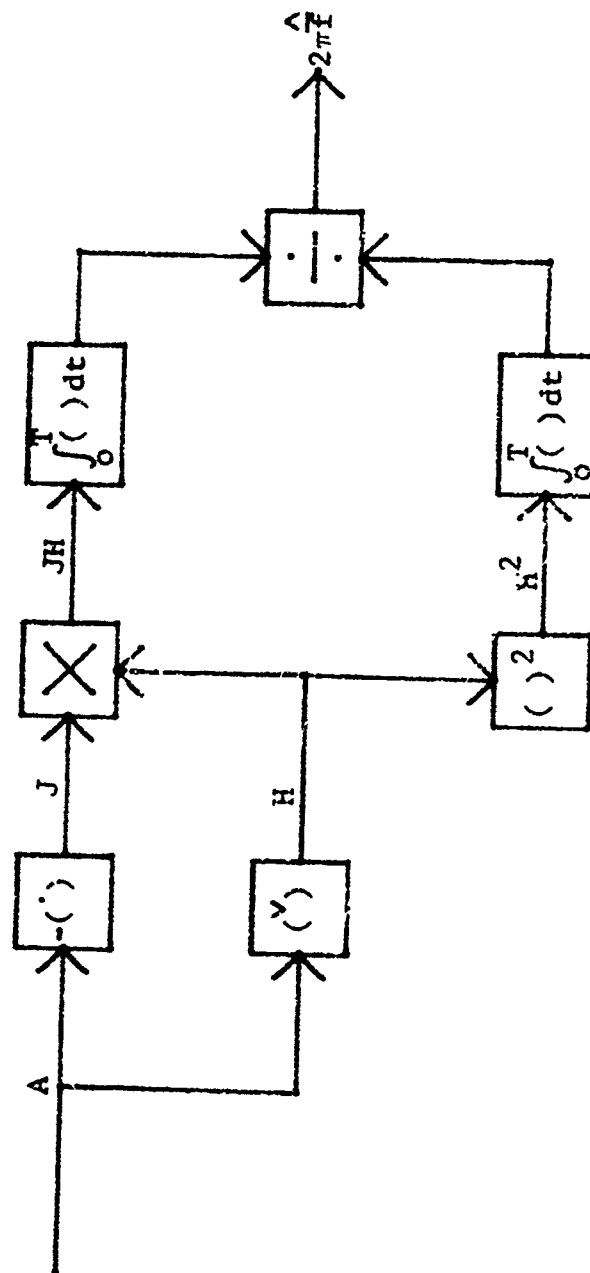 A
-(·)
J
×
JH
∫₀ᵀ( )dt
÷
2πf̂
(ˇ)
H
( )²
H²
∫₀ᵀ( )dt